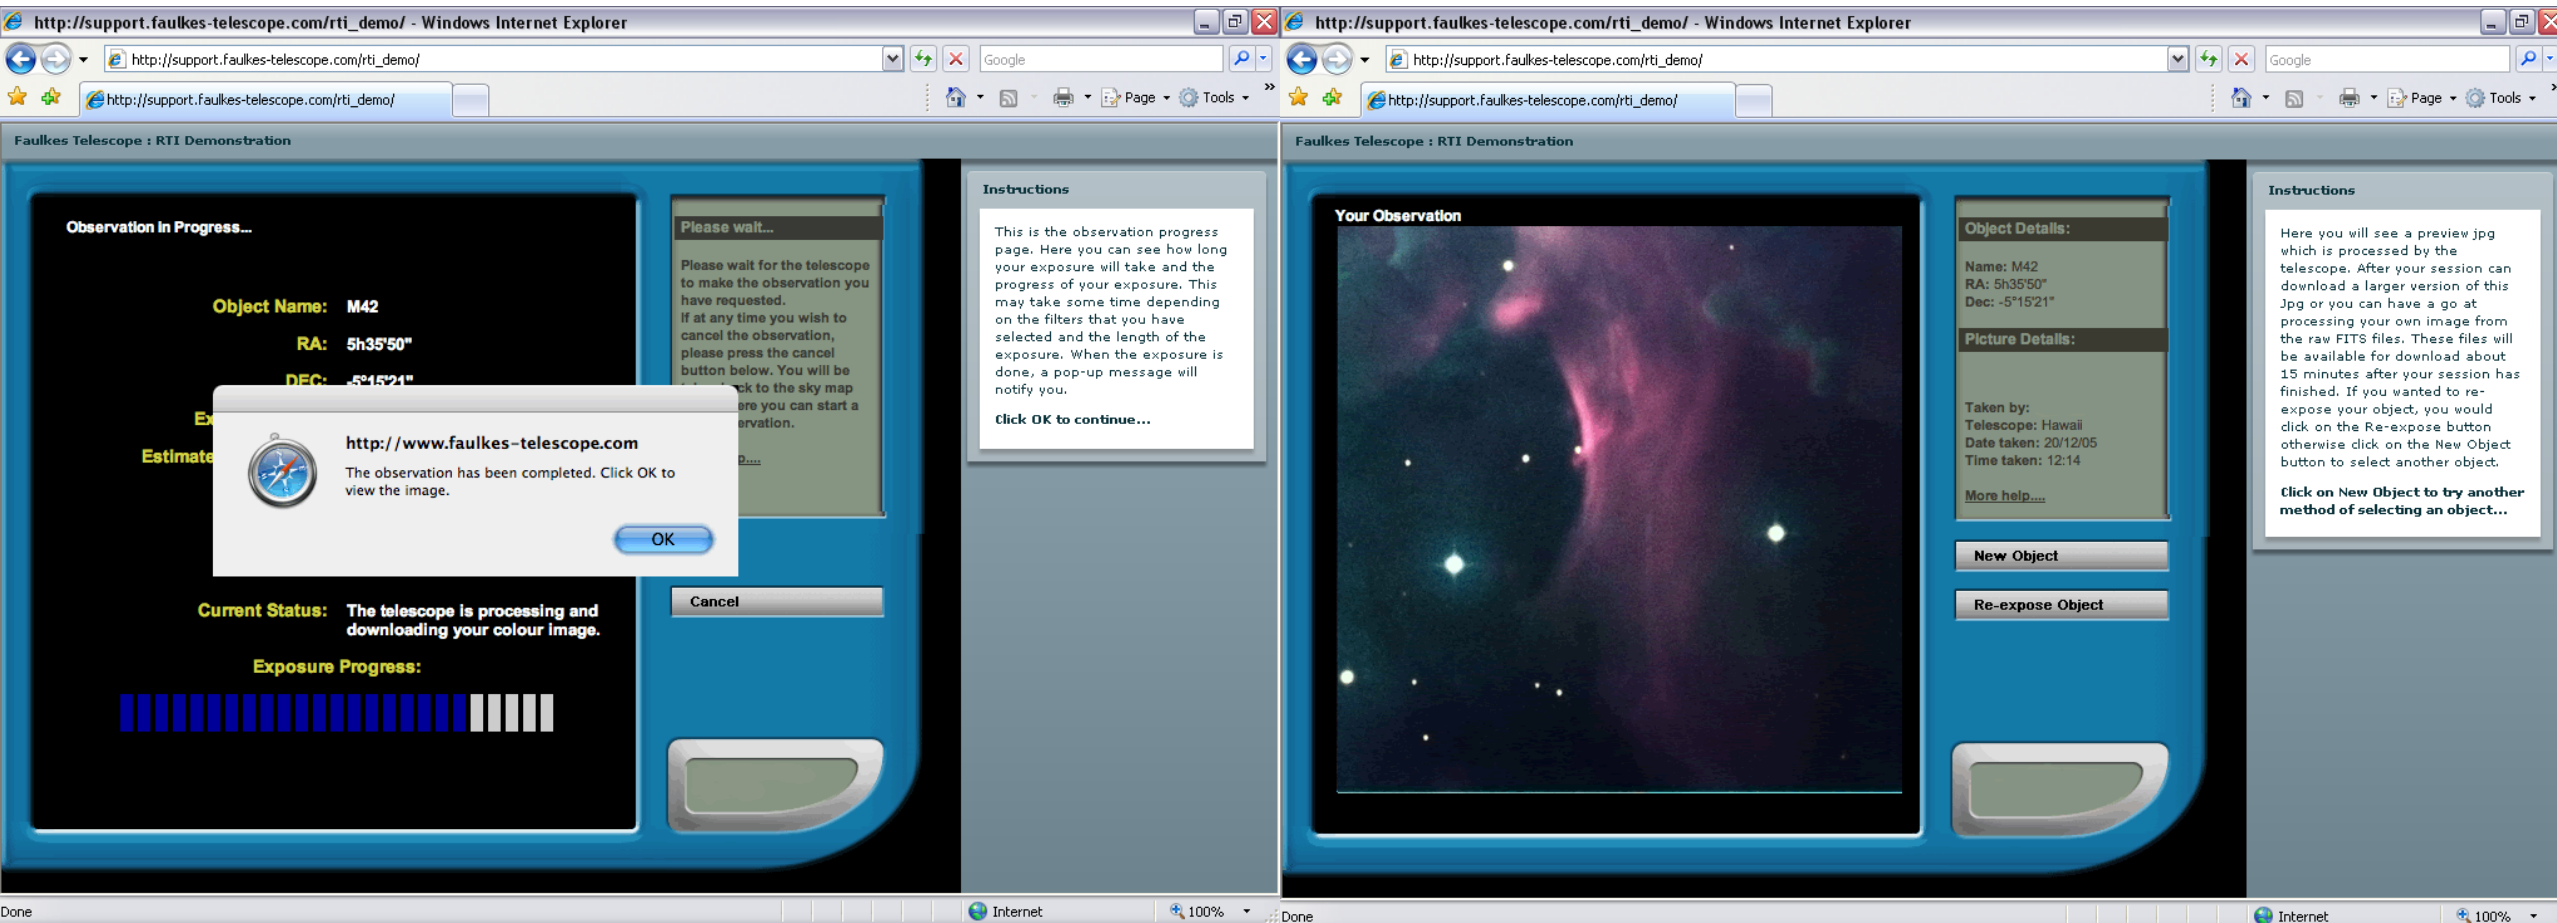 http://support.faulkes-telescope.com/rti_demo/ - Windows Internet Explorer
http://support.faulkes-telescope.com/rti_demo/
Google
http://support.faulkes-telescope.com/rti_demo/
Page
Tools
»
Faulkes Telescope : RTI Demonstration
Observation In Progress...
Object Name: M42
RA: 5h35'50"
DEC: -5°15'21"
Ex
Estimate
http://www.faulkes-telescope.com
The observation has been completed. Click OK to
view the image.
OK
Current Status: The telescope is processing and
downloading your colour image.
Exposure Progress:
Please wait...
Please wait for the telescope
to make the observation you
have requested.
If at any time you wish to
cancel the observation,
please press the cancel
button below. You will be
ck to the sky map
ere you can start a
ervation.
p....
Cancel
Instructions
This is the observation progress
page. Here you can see how long
your exposure will take and the
progress of your exposure. This
may take some time depending
on the filters that you have
selected and the length of the
exposure. When the exposure is
done, a pop-up message will
notify you.
Click OK to continue...
Done
Internet
100%
http://support.faulkes-telescope.com/rti_demo/ - Windows Internet Explorer
http://support.faulkes-telescope.com/rti_demo/
Google
http://support.faulkes-telescope.com/rti_demo/
Page
Tools
Faulkes Telescope : RTI Demonstration
Your Observation
Object Details:
Name: M42
RA: 5h35'50"
Dec: -5°15'21"
Picture Details:
Taken by:
Telescope: Hawaii
Date taken: 20/12/05
Time taken: 12:14
More help....
New Object
Re-expose Object
Instructions
Here you will see a preview jpg
which is processed by the
telescope. After your session can
download a larger version of this
Jpg or you can have a go at
processing your own image from
the raw FITS files. These files will
be available for download about
15 minutes after your session has
finished. If you wanted to re-
expose your object, you would
click on the Re-expose button
otherwise click on the New Object
button to select another object.
Click on New Object to try another
method of selecting an object...
Done
Internet
100%